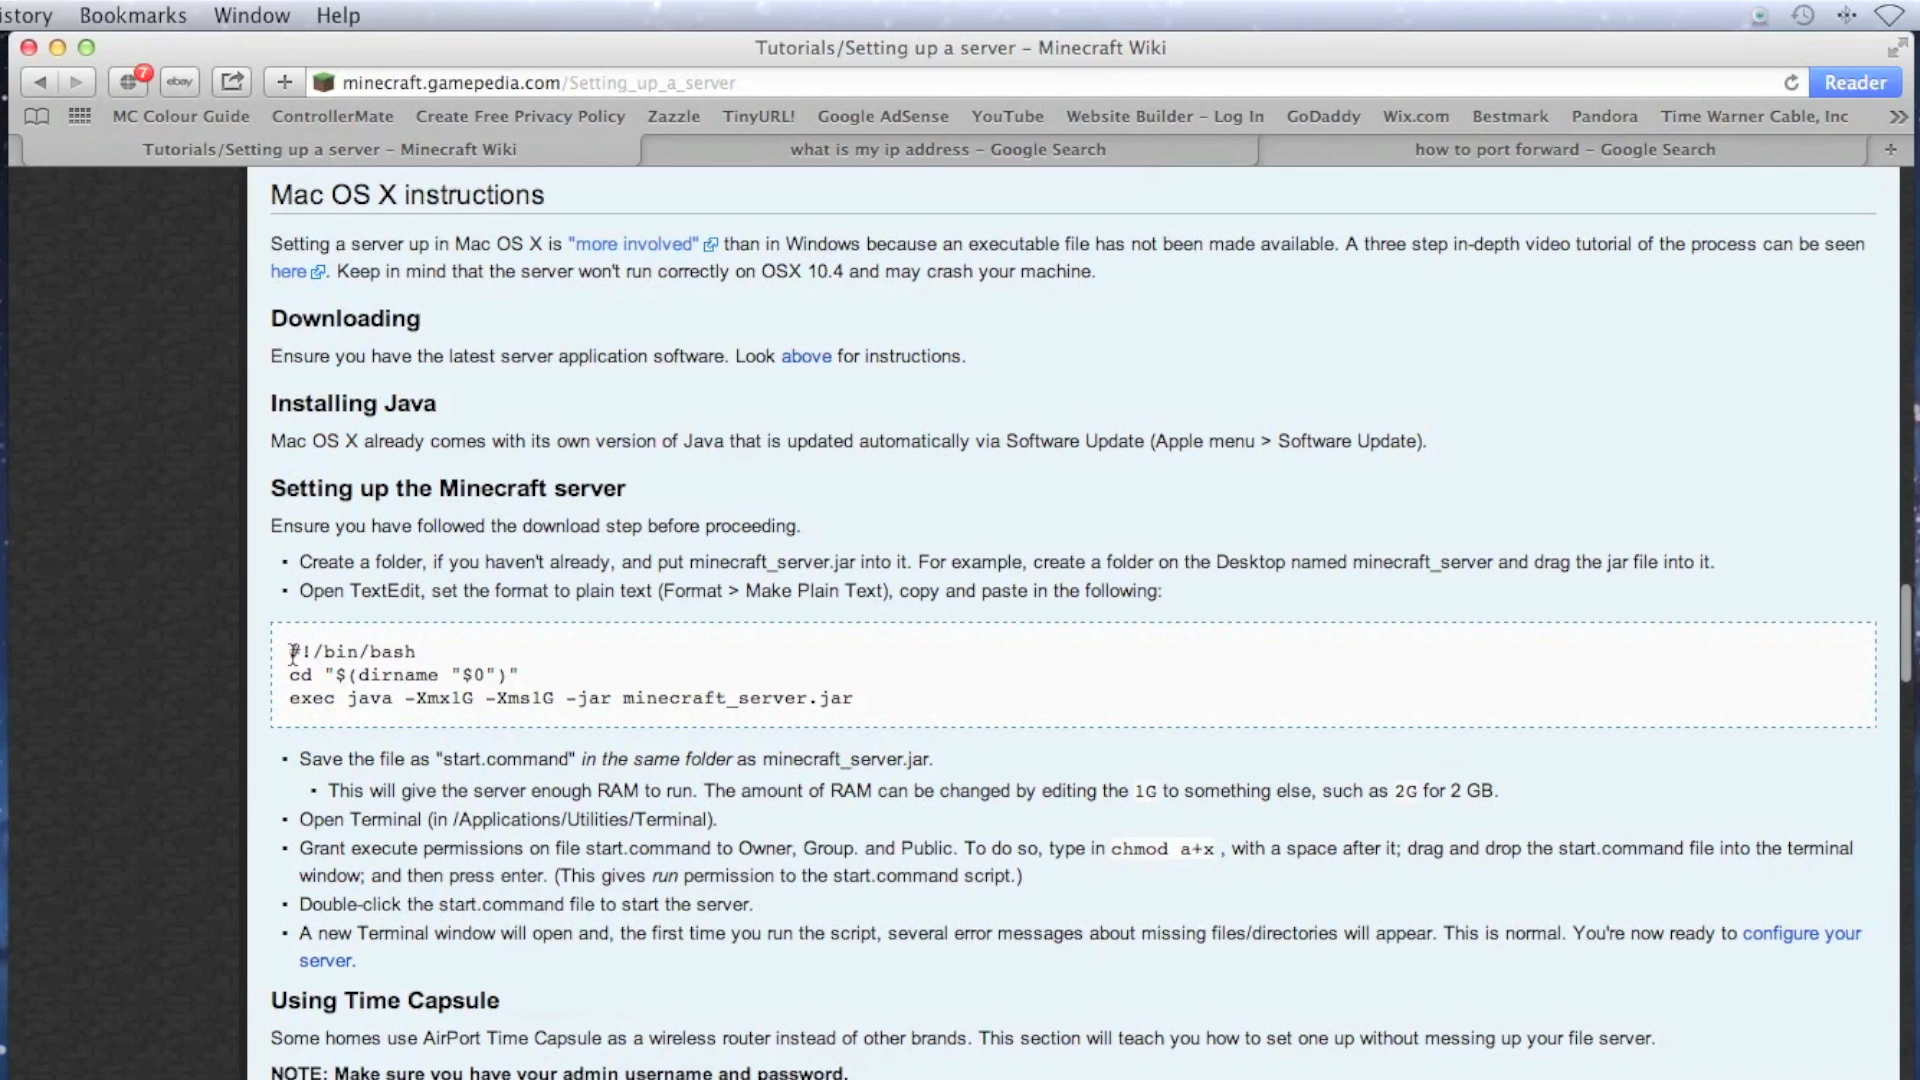 istory Bookmarks Window Help
Tutorials/Setting up a server – Minecraft Wiki
7 ebay + minecraft.gamepedia.com/Setting_up_a_server Reader
MC Colour Guide ControllerMate Create Free Privacy Policy Zazzle TinyURL! Google AdSense YouTube Website Builder – Log In GoDaddy Wix.com Bestmark Pandora Time Warner Cable, Inc >>
Tutorials/Setting up a server – Minecraft Wiki what is my ip address – Google Search how to port forward – Google Search +
Mac OS X instructions
Setting a server up in Mac OS X is "more involved" than in Windows because an executable file has not been made available. A three step in-depth video tutorial of the process can be seen
here. Keep in mind that the server won't run correctly on OSX 10.4 and may crash your machine.
Downloading
Ensure you have the latest server application software. Look above for instructions.
Installing Java
Mac OS X already comes with its own version of Java that is updated automatically via Software Update (Apple menu > Software Update).
Setting up the Minecraft server
Ensure you have followed the download step before proceeding.
▪ Create a folder, if you haven't already, and put minecraft_server.jar into it. For example, create a folder on the Desktop named minecraft_server and drag the jar file into it.
▪ Open TextEdit, set the format to plain text (Format > Make Plain Text), copy and paste in the following:
#!/bin/bash
cd "$(dirname "$0")"
exec java -Xmx1G -Xms1G -jar minecraft_server.jar
▪ Save the file as "start.command" in the same folder as minecraft_server.jar.
▪ This will give the server enough RAM to run. The amount of RAM can be changed by editing the 1G to something else, such as 2G for 2 GB.
▪ Open Terminal (in /Applications/Utilities/Terminal).
▪ Grant execute permissions on file start.command to Owner, Group. and Public. To do so, type in chmod a+x , with a space after it; drag and drop the start.command file into the terminal
window; and then press enter. (This gives run permission to the start.command script.)
▪ Double-click the start.command file to start the server.
▪ A new Terminal window will open and, the first time you run the script, several error messages about missing files/directories will appear. This is normal. You're now ready to configure your
server.
Using Time Capsule
Some homes use AirPort Time Capsule as a wireless router instead of other brands. This section will teach you how to set one up without messing up your file server.
NOTE: Make sure you have your admin username and password.